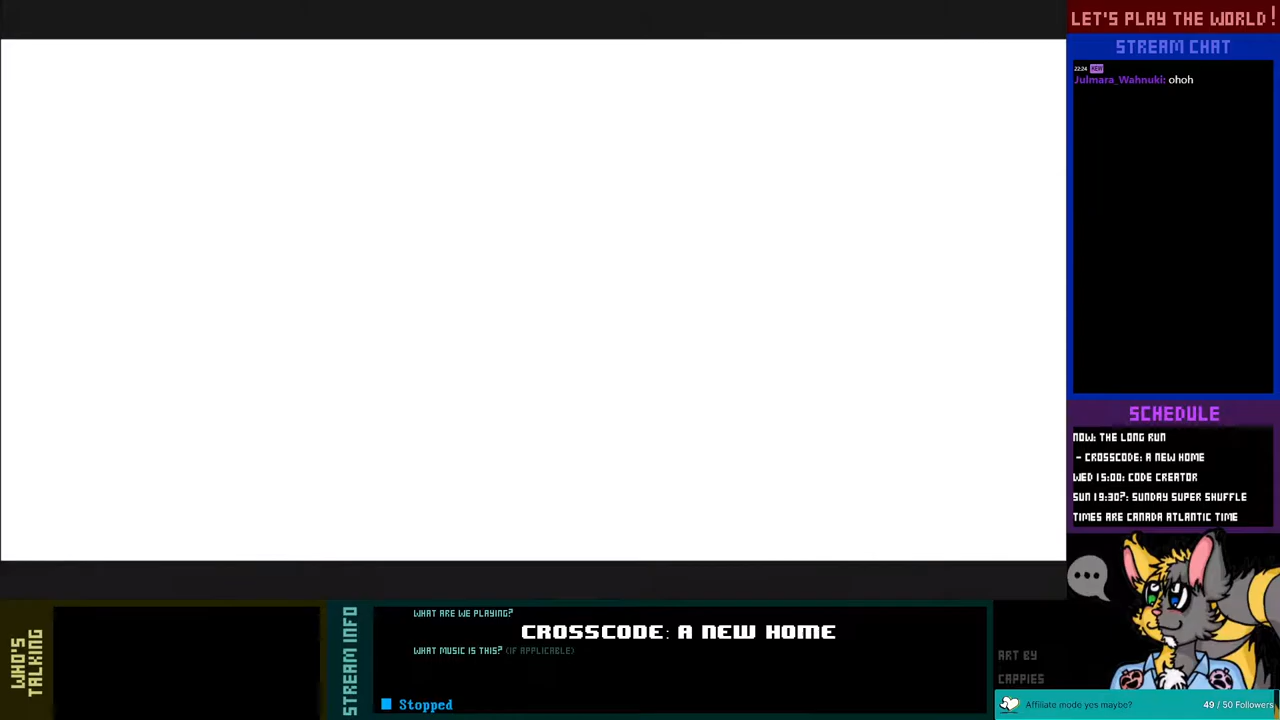 LET'S PLAY THE WORLD!
STREAM CHAT
22:24 NEW
Julmara_Wahnuki: ohoh
SCHEDULE
NOW: THE LONG RUN
- CROSSCODE: A NEW HOME
WED 15:00: CODE CREATOR
SUN 19:30?: SUNDAY SUPER SHUFFLE
TIMES ARE CANADA ATLANTIC TIME
WHO'S TALKING
STREAM INFO
WHAT ARE WE PLAYING?
CROSSCODE: A NEW HOME
WHAT MUSIC IS THIS? (IF APPLICABLE)
Stopped
ART BY
CAPPIES
Affiliate mode yes maybe? 49 / 50 Followers